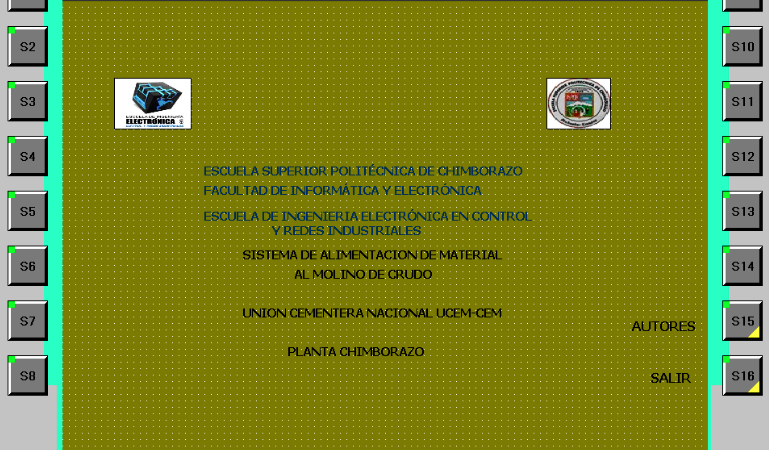 S2
S10
S3
S11
ELECTRÓNICA
S4
S12
ESCUELA SUPERIOR POLITÉCNICA DE CHIMBORAZO
FACULTAD DE INFORMÁTICA Y ELECTRÓNICA
S5
S13
ESCUELA DE INGENIERIA ELECTRÓNICA EN CONTROL
Y REDES INDUSTRIALES
SISTEMA DE ALIMENTACION DE MATERIAL
S6
S14
AL MOLINO DE CRUDO
UNION CEMENTERA NACIONAL UCEM-CEM
S7
AUTORES
S15
PLANTA CHIMBORAZO
S8
SALIR
S16